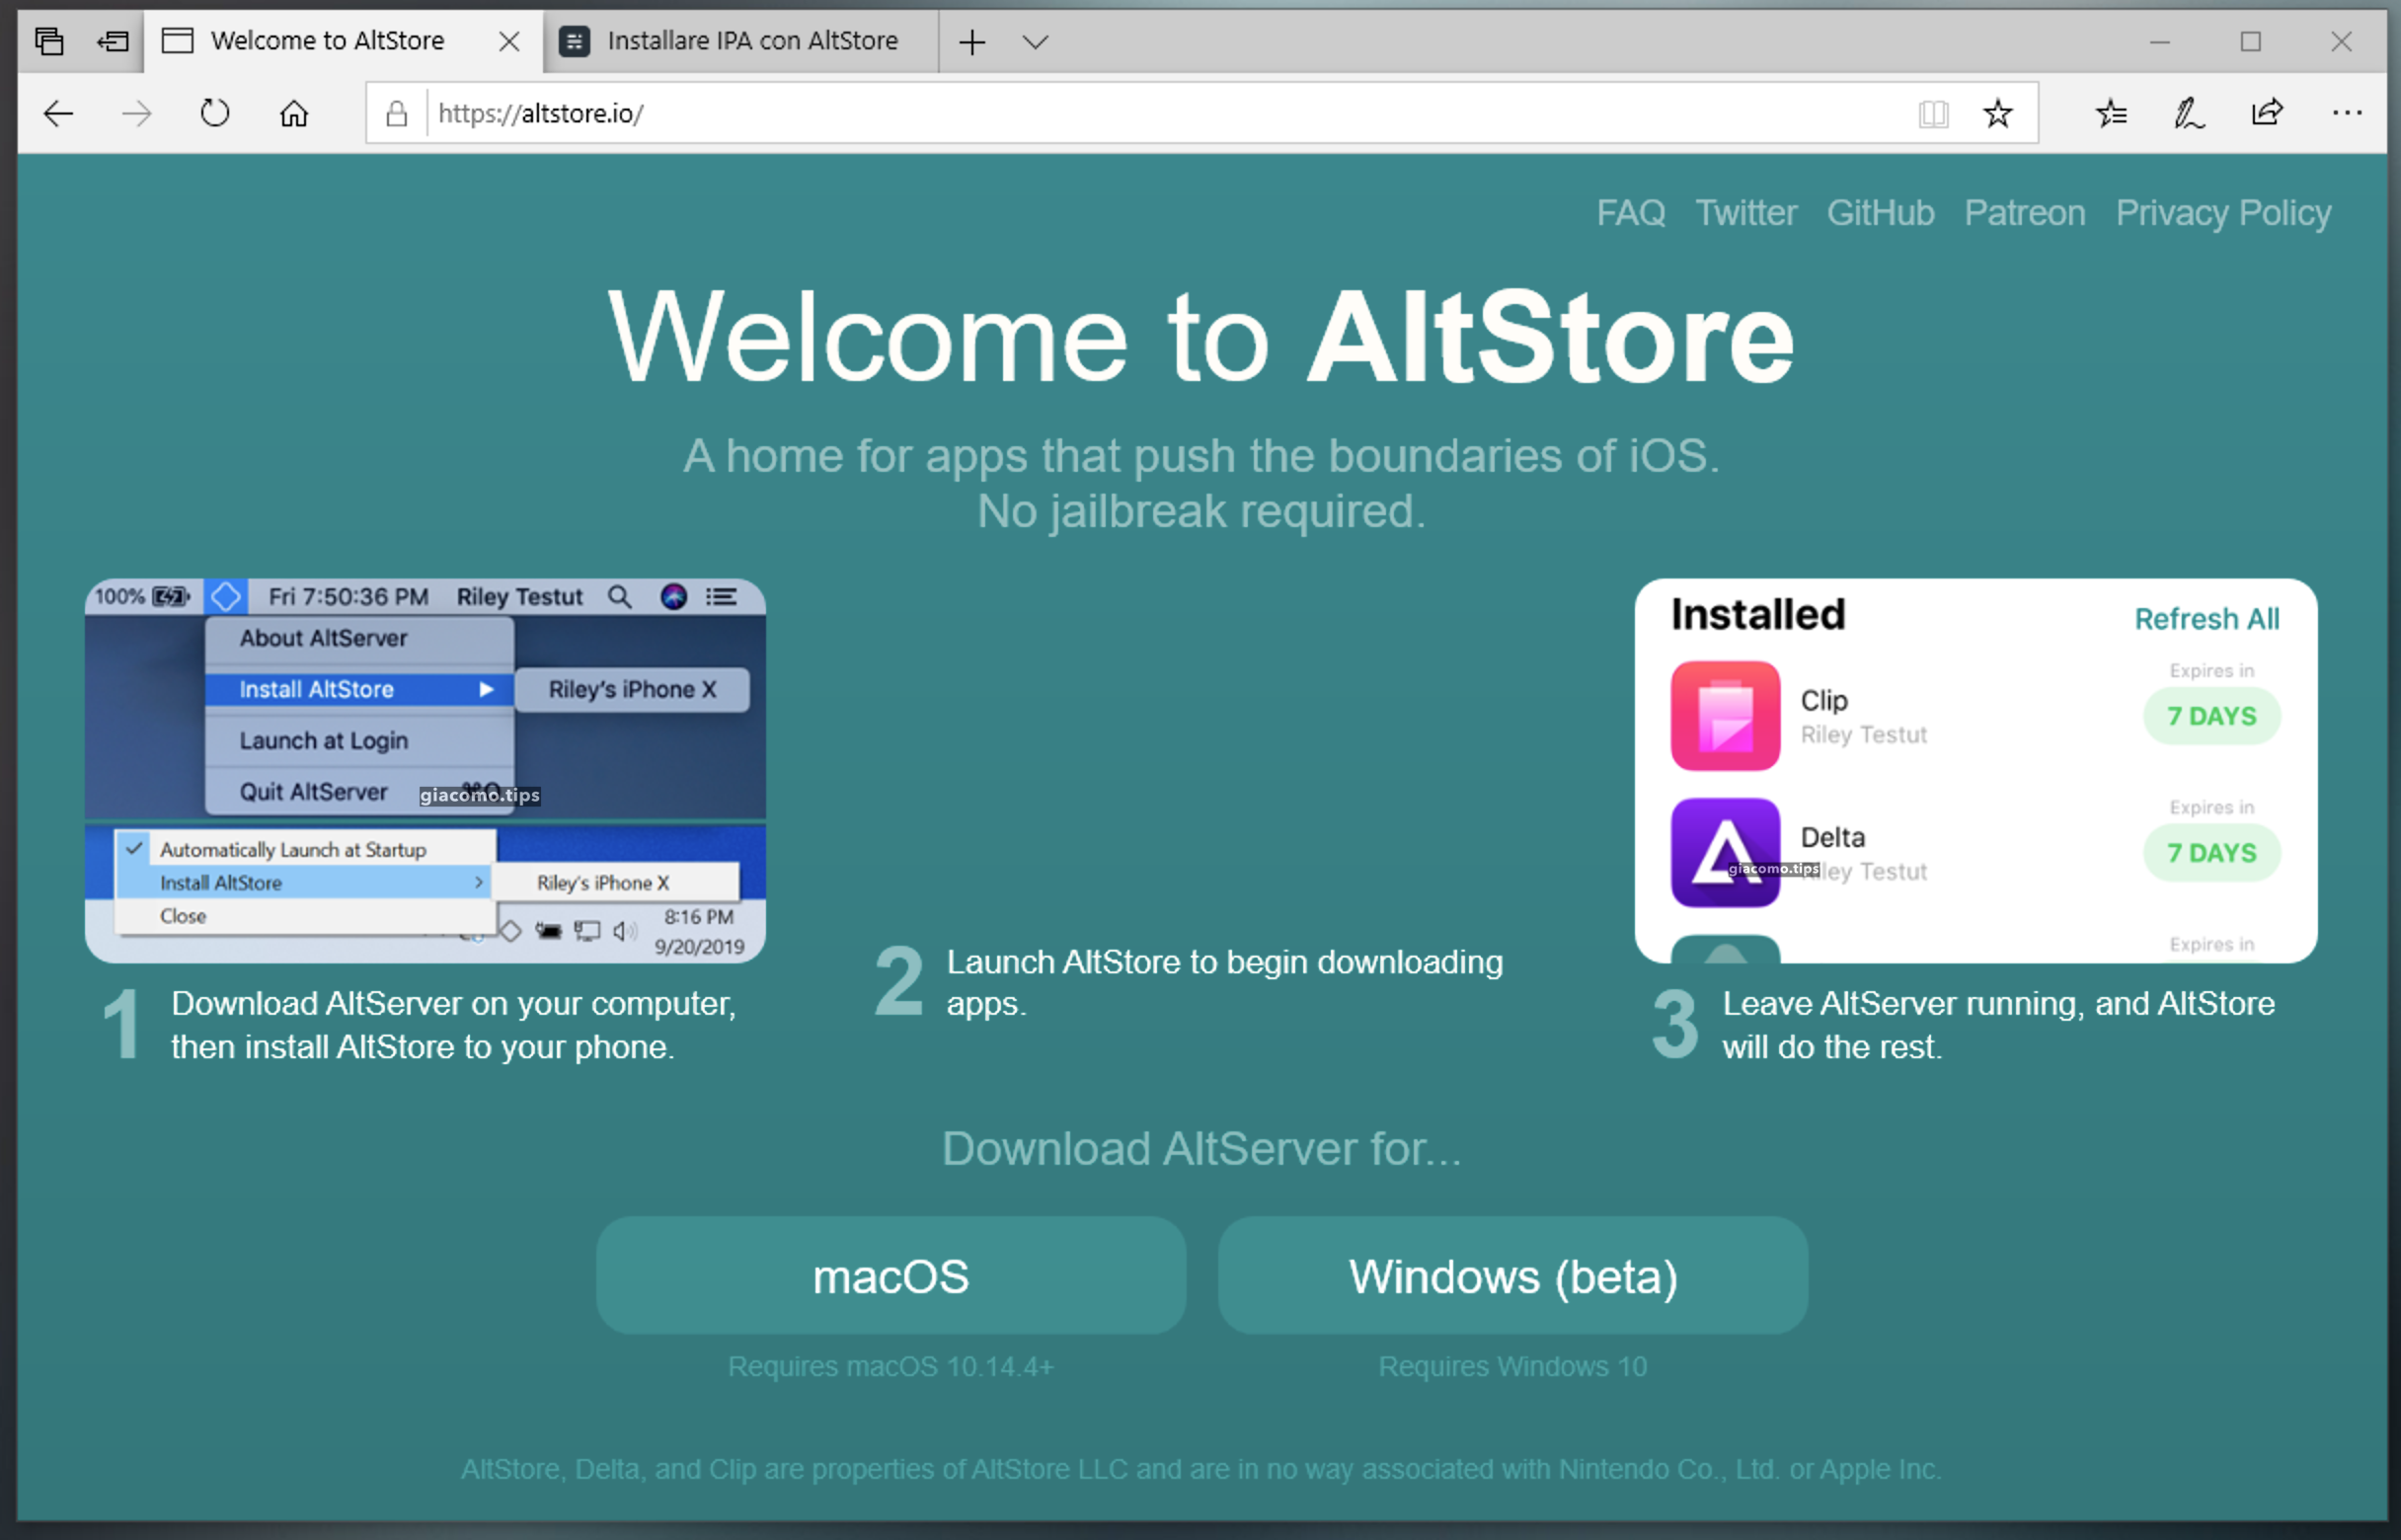 Welcome to AltStore
Installare IPA con AltStore
https://altstore.io/
FAQ Twitter GitHub Patreon Privacy Policy
Welcome to AltStore
A home for apps that push the boundaries of iOS.
No jailbreak required.
100% Fri 7:50:36 PM Riley Testut
About AltServer
Install AltStore
Riley's iPhone X
Launch at Login
Quit AltServer
giacomo.tips
Automatically Launch at Startup
Install AltStore
Riley's iPhone X
Close
8:16 PM
9/20/2019
1 Download AltServer on your computer,
then install AltStore to your phone.
2 Launch AltStore to begin downloading
apps.
Installed Refresh All
Expires in
Clip
7 DAYS
Riley Testut
Expires in
Delta
7 DAYS
giacomo.tips
Testut
Expires in
3 Leave AltServer running, and AltStore
will do the rest.
Download AltServer for...
macOS
Windows (beta)
Requires macOS 10.14.4+
Requires Windows 10
AltStore, Delta, and Clip are properties of AltStore LLC and are in no way associated with Nintendo Co., Ltd. or Apple Inc.